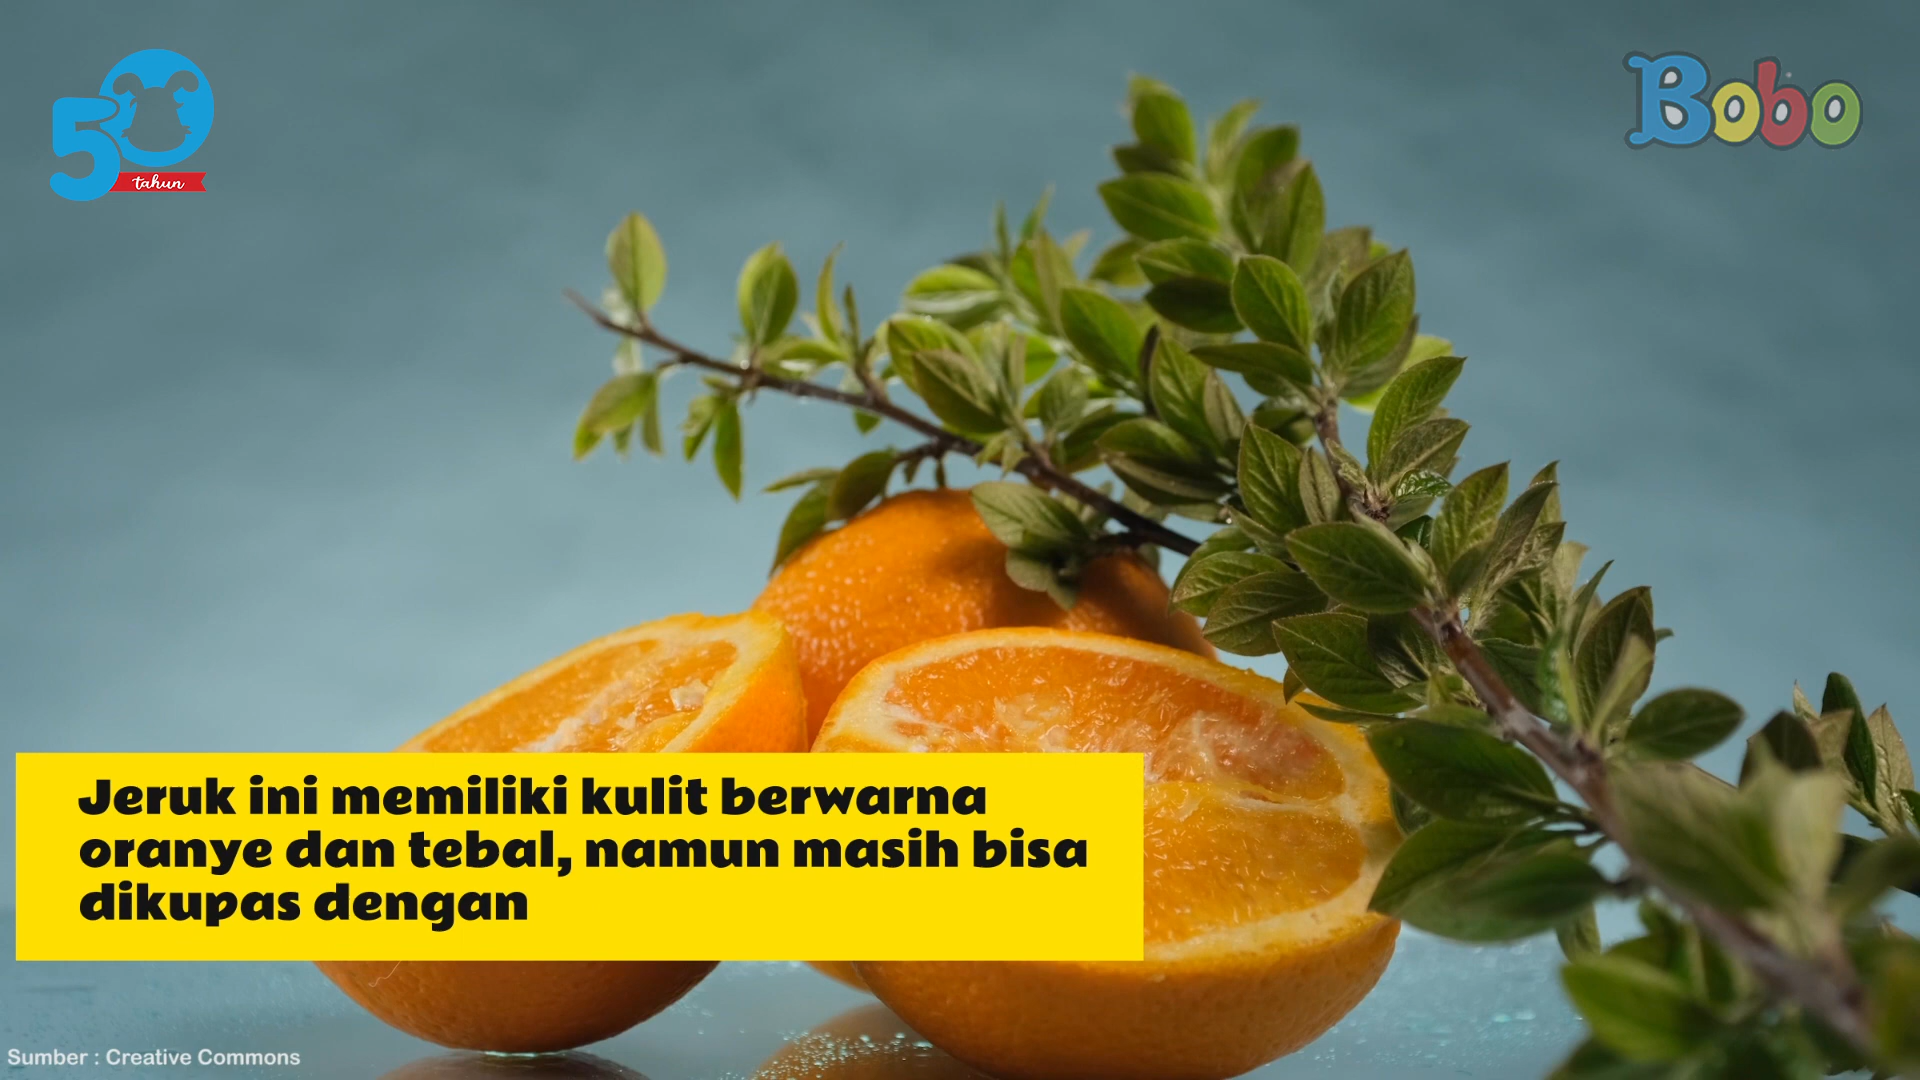 50
tahun
Bobo
Jeruk ini memiliki kulit berwarna
oranye dan tebal, namun masih bisa
dikupas dengan
Sumber : Creative Commons